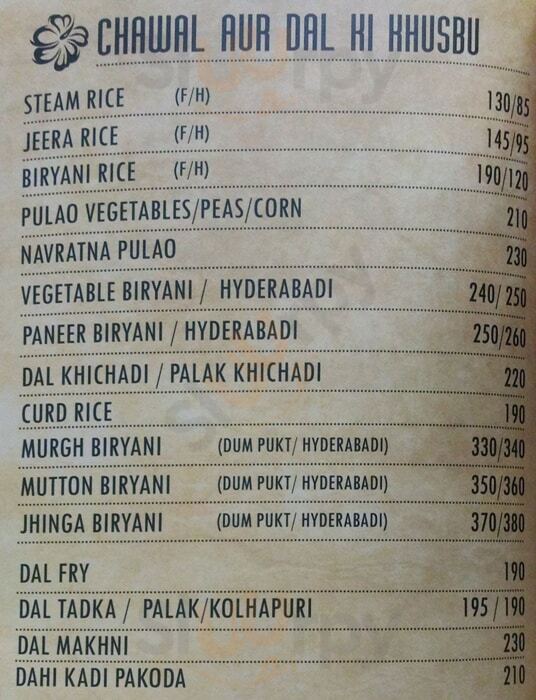 CHAWAL AUR DAL KI KHUSBU
STEAM RICE (F/H) 130/85
JEERA RICE (F/H) 145/95
BIRYANI RICE (F/H) 190/120
PULAO VEGETABLES/PEAS/CORN 210
NAVRATNA PULAO 230
VEGETABLE BIRYANI / HYDERABADI 240/ 250
PANEER BIRYANI / HYDERABADI 250/260
DAL KHICHADI / PALAK KHICHADI 220
CURD RICE 190
MURGH BIRYANI (DUM PUKT/ HYDERABADI) 330/340
MUTTON BIRYANI (DUM PUKT/ HYDERABADI) 350/360
JHINGA BIRYANI (DUM PUKT/ HYDERABADI) 370/380
DAL FRY 190
DAL TADKA / PALAK/KOLHAPURI 195 / 190
DAL MAKHNI 230
DAHI KADI PAKODA 210